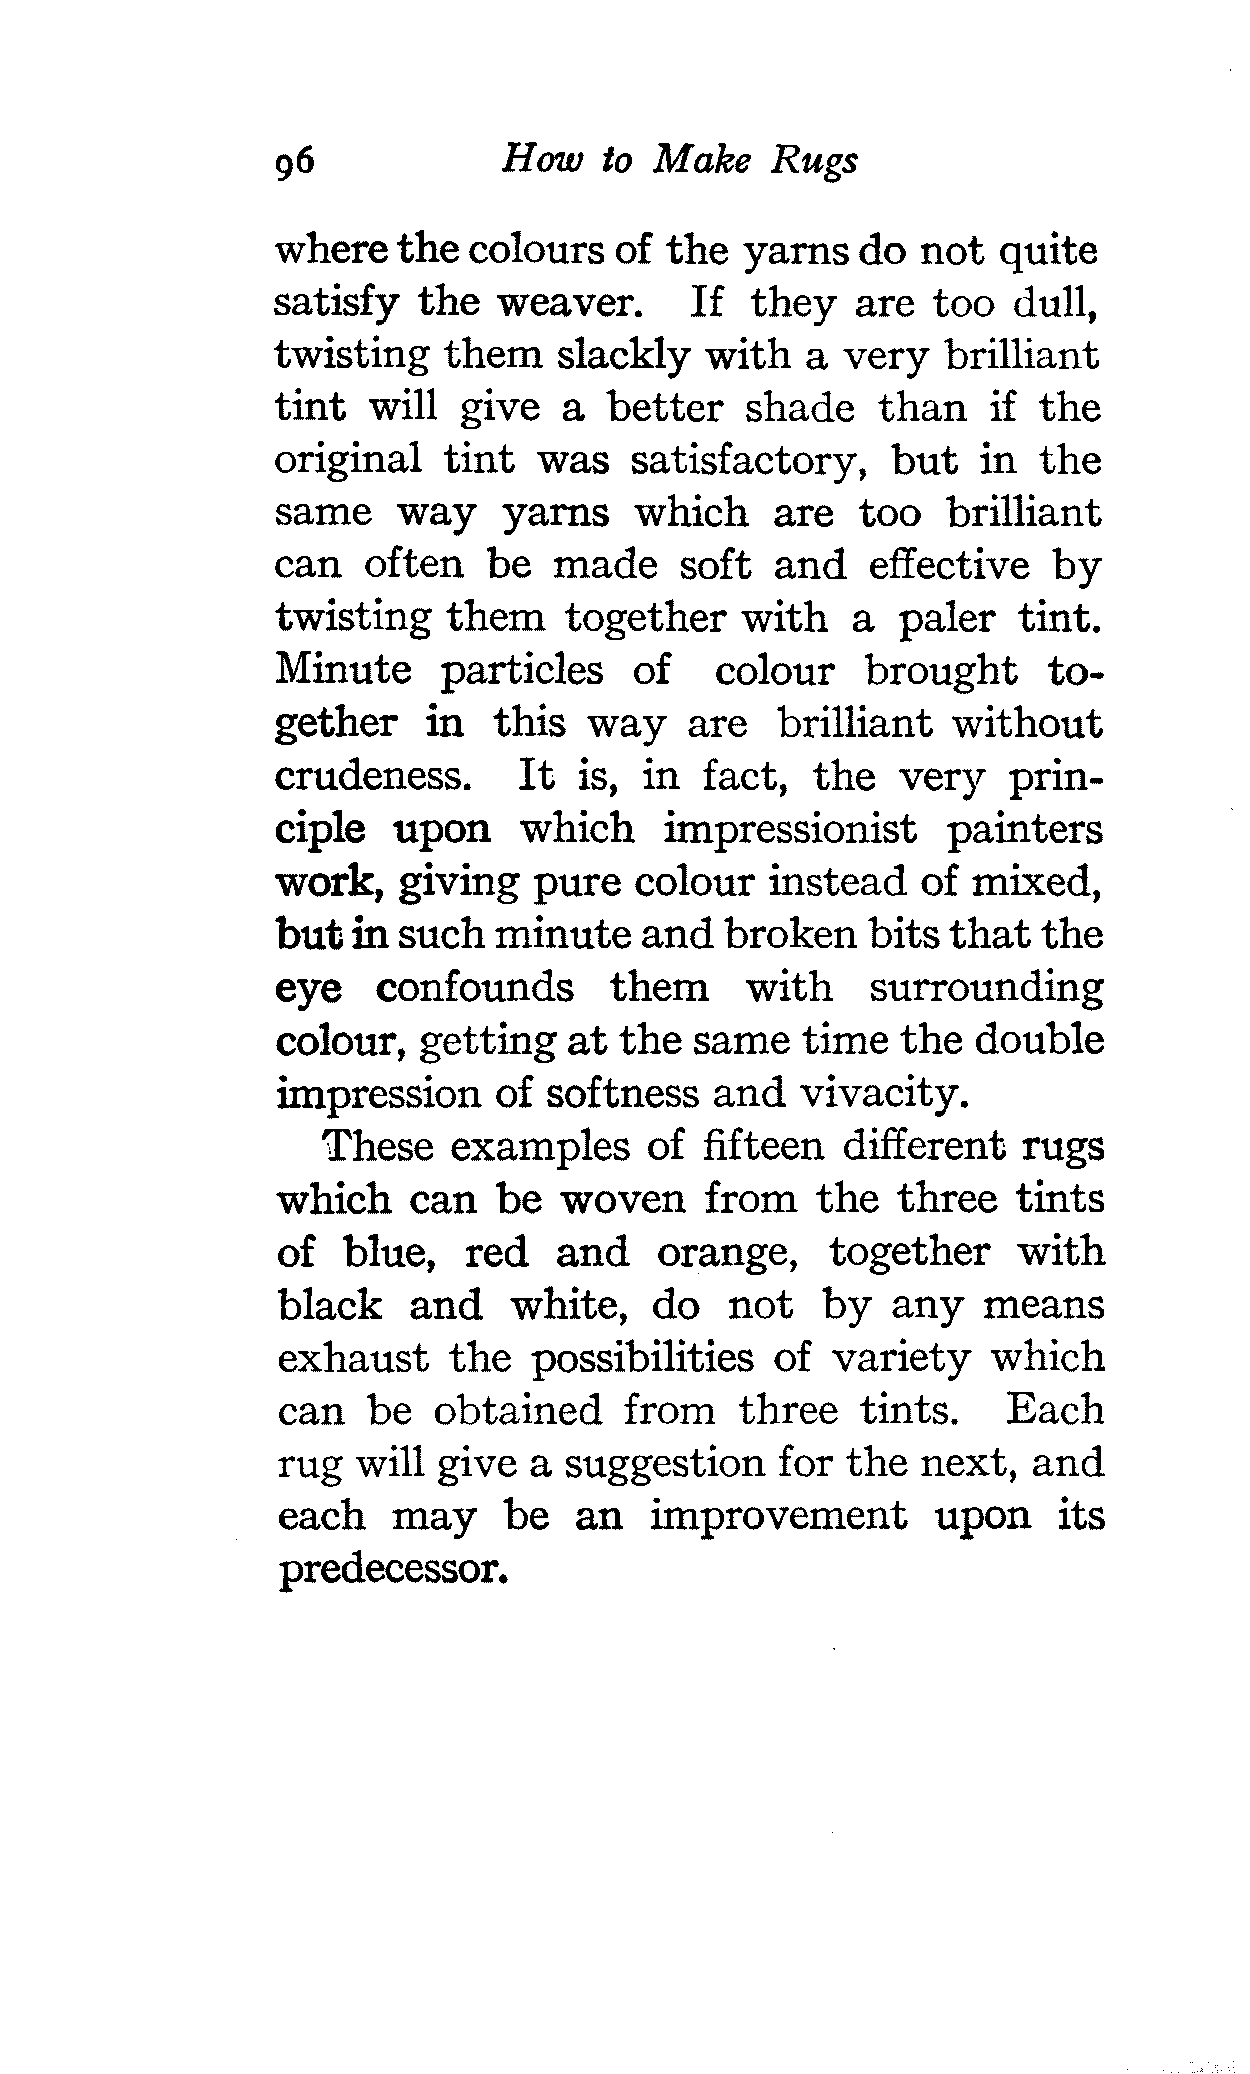 96 How to Make Rugs
where the colours of the yarns do not quite
satisfy the weaver. If they are too dull,
twisting them slackly with a very brilliant
tint will give a better shade than if the
original tint was satisfactory, but in the
same way yarns which are too brilliant
can often be made soft and effective by
twisting them together with a paler tint.
Minute particles of colour brought to-
gether in this way are brilliant without
crudeness. It is, in fact, the very prin-
ciple upon which impressionist painters
work, giving pure colour instead of mixed,
but in such minute and broken bits that the
eye confounds them with surrounding
colour, getting at the same time the double
impression of softness and vivacity.
These examples of fifteen different rugs
which can be woven from the three tints
of blue, red and orange, together with
black and white, do not by any means
exhaust the possibilities of variety which
can be obtained from three tints. Each
rug will give a suggestion for the next, and
each may be an improvement upon its
predecessor.